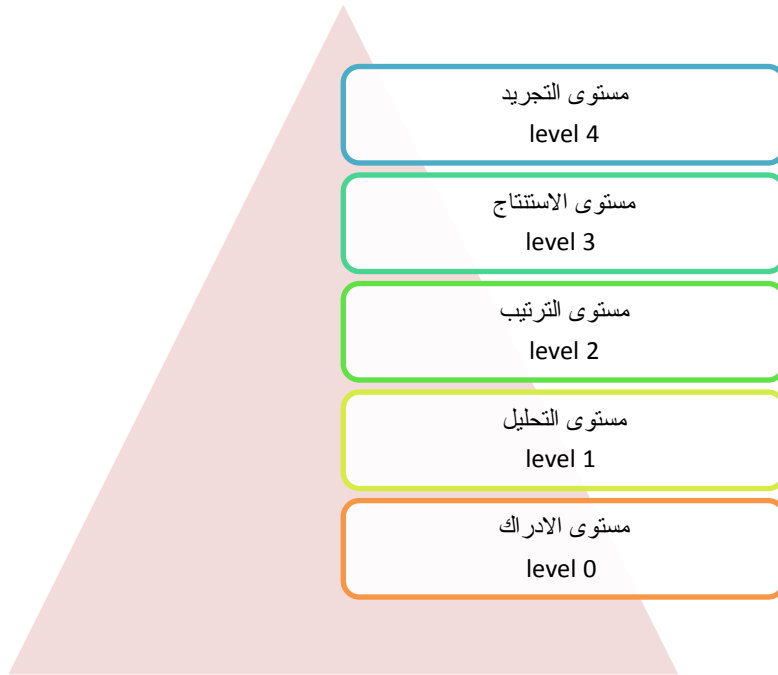 مستوى التجريد
level 4
مستوى الاستنتاج
level 3
مستوى الترتيب
level 2
مستوى التحليل
level 1
مستوى الادراك
level 0